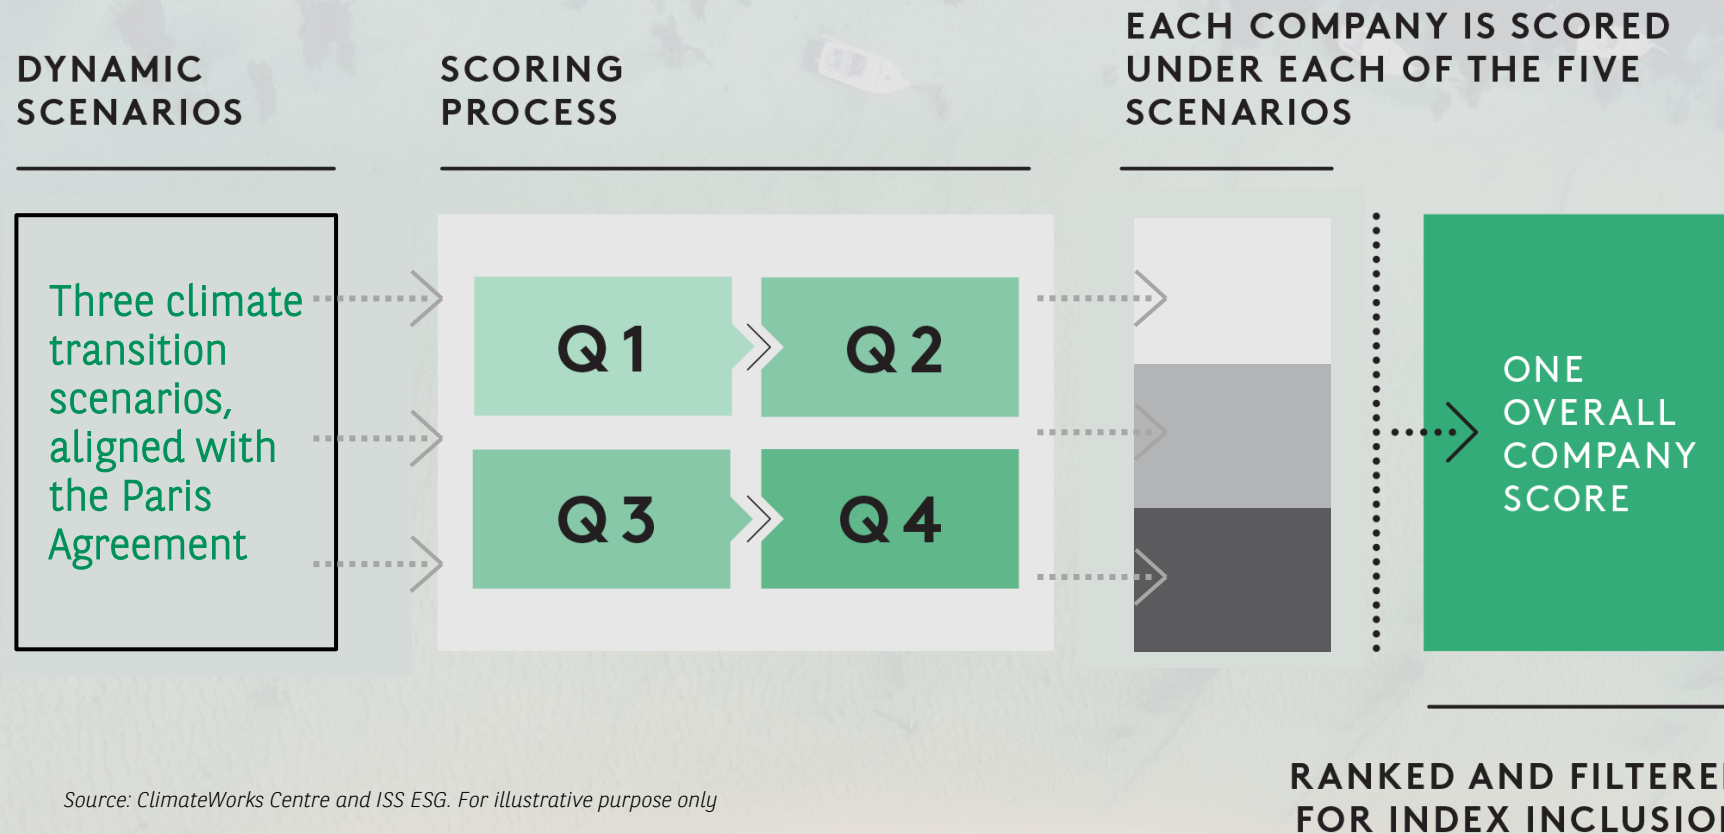 DYNAMIC
SCENARIOS
SCORING
PROCESS
EACH COMPANY IS SCORED
UNDER EACH OF THE FIVE
SCENARIOS
Three climate
transition
scenarios,
aligned with
the Paris
Agreement
Q1
Q2
Q3
Q4
ONE
OVERALL
COMPANY
SCORE
RANKED AND FILTERE
FOR INDEX INCLUSIO
Source: ClimateWorks Centre and ISS ESG. For illustrative purpose only